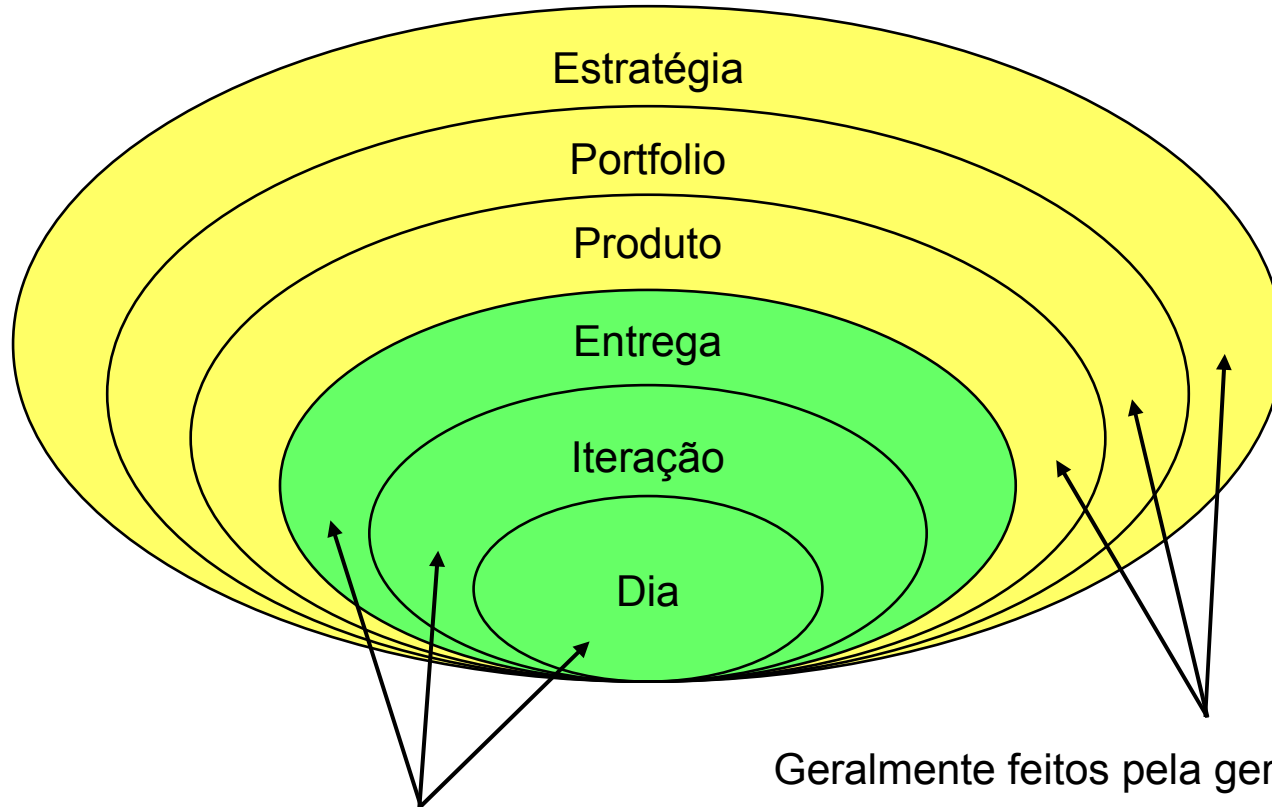 Estratégia
Portfolio
Produto
Entrega
Iteração
Dia
Geralmente feitos pela